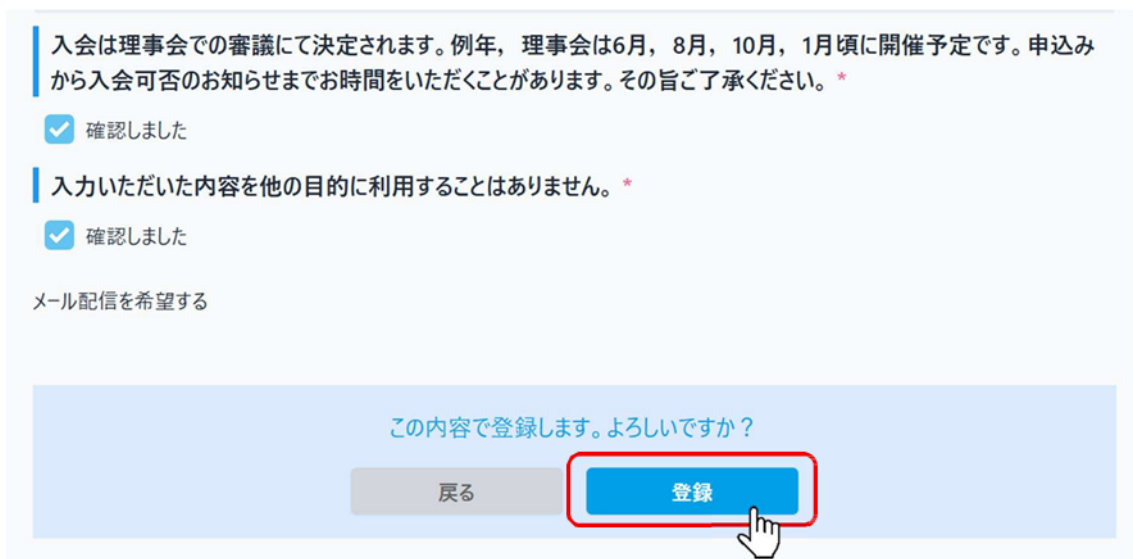 入会は理事会での審議にて決定されます。例年，理事会は6月，8月，10月，1月頃に開催予定です。申込み
から入会可否のお知らせまでお時間をいただくことがあります。その旨ご了承ください。*
確認しました
入力いただいた内容を他の目的に利用することはありません。*
確認しました
メール配信を希望する
この内容で登録します。よろしいですか？
戻る
登録